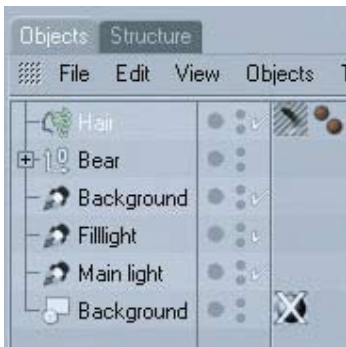 Objects Structure
File Edit View Objects
Hair
Bear
Background
Filllight
Main light
Background